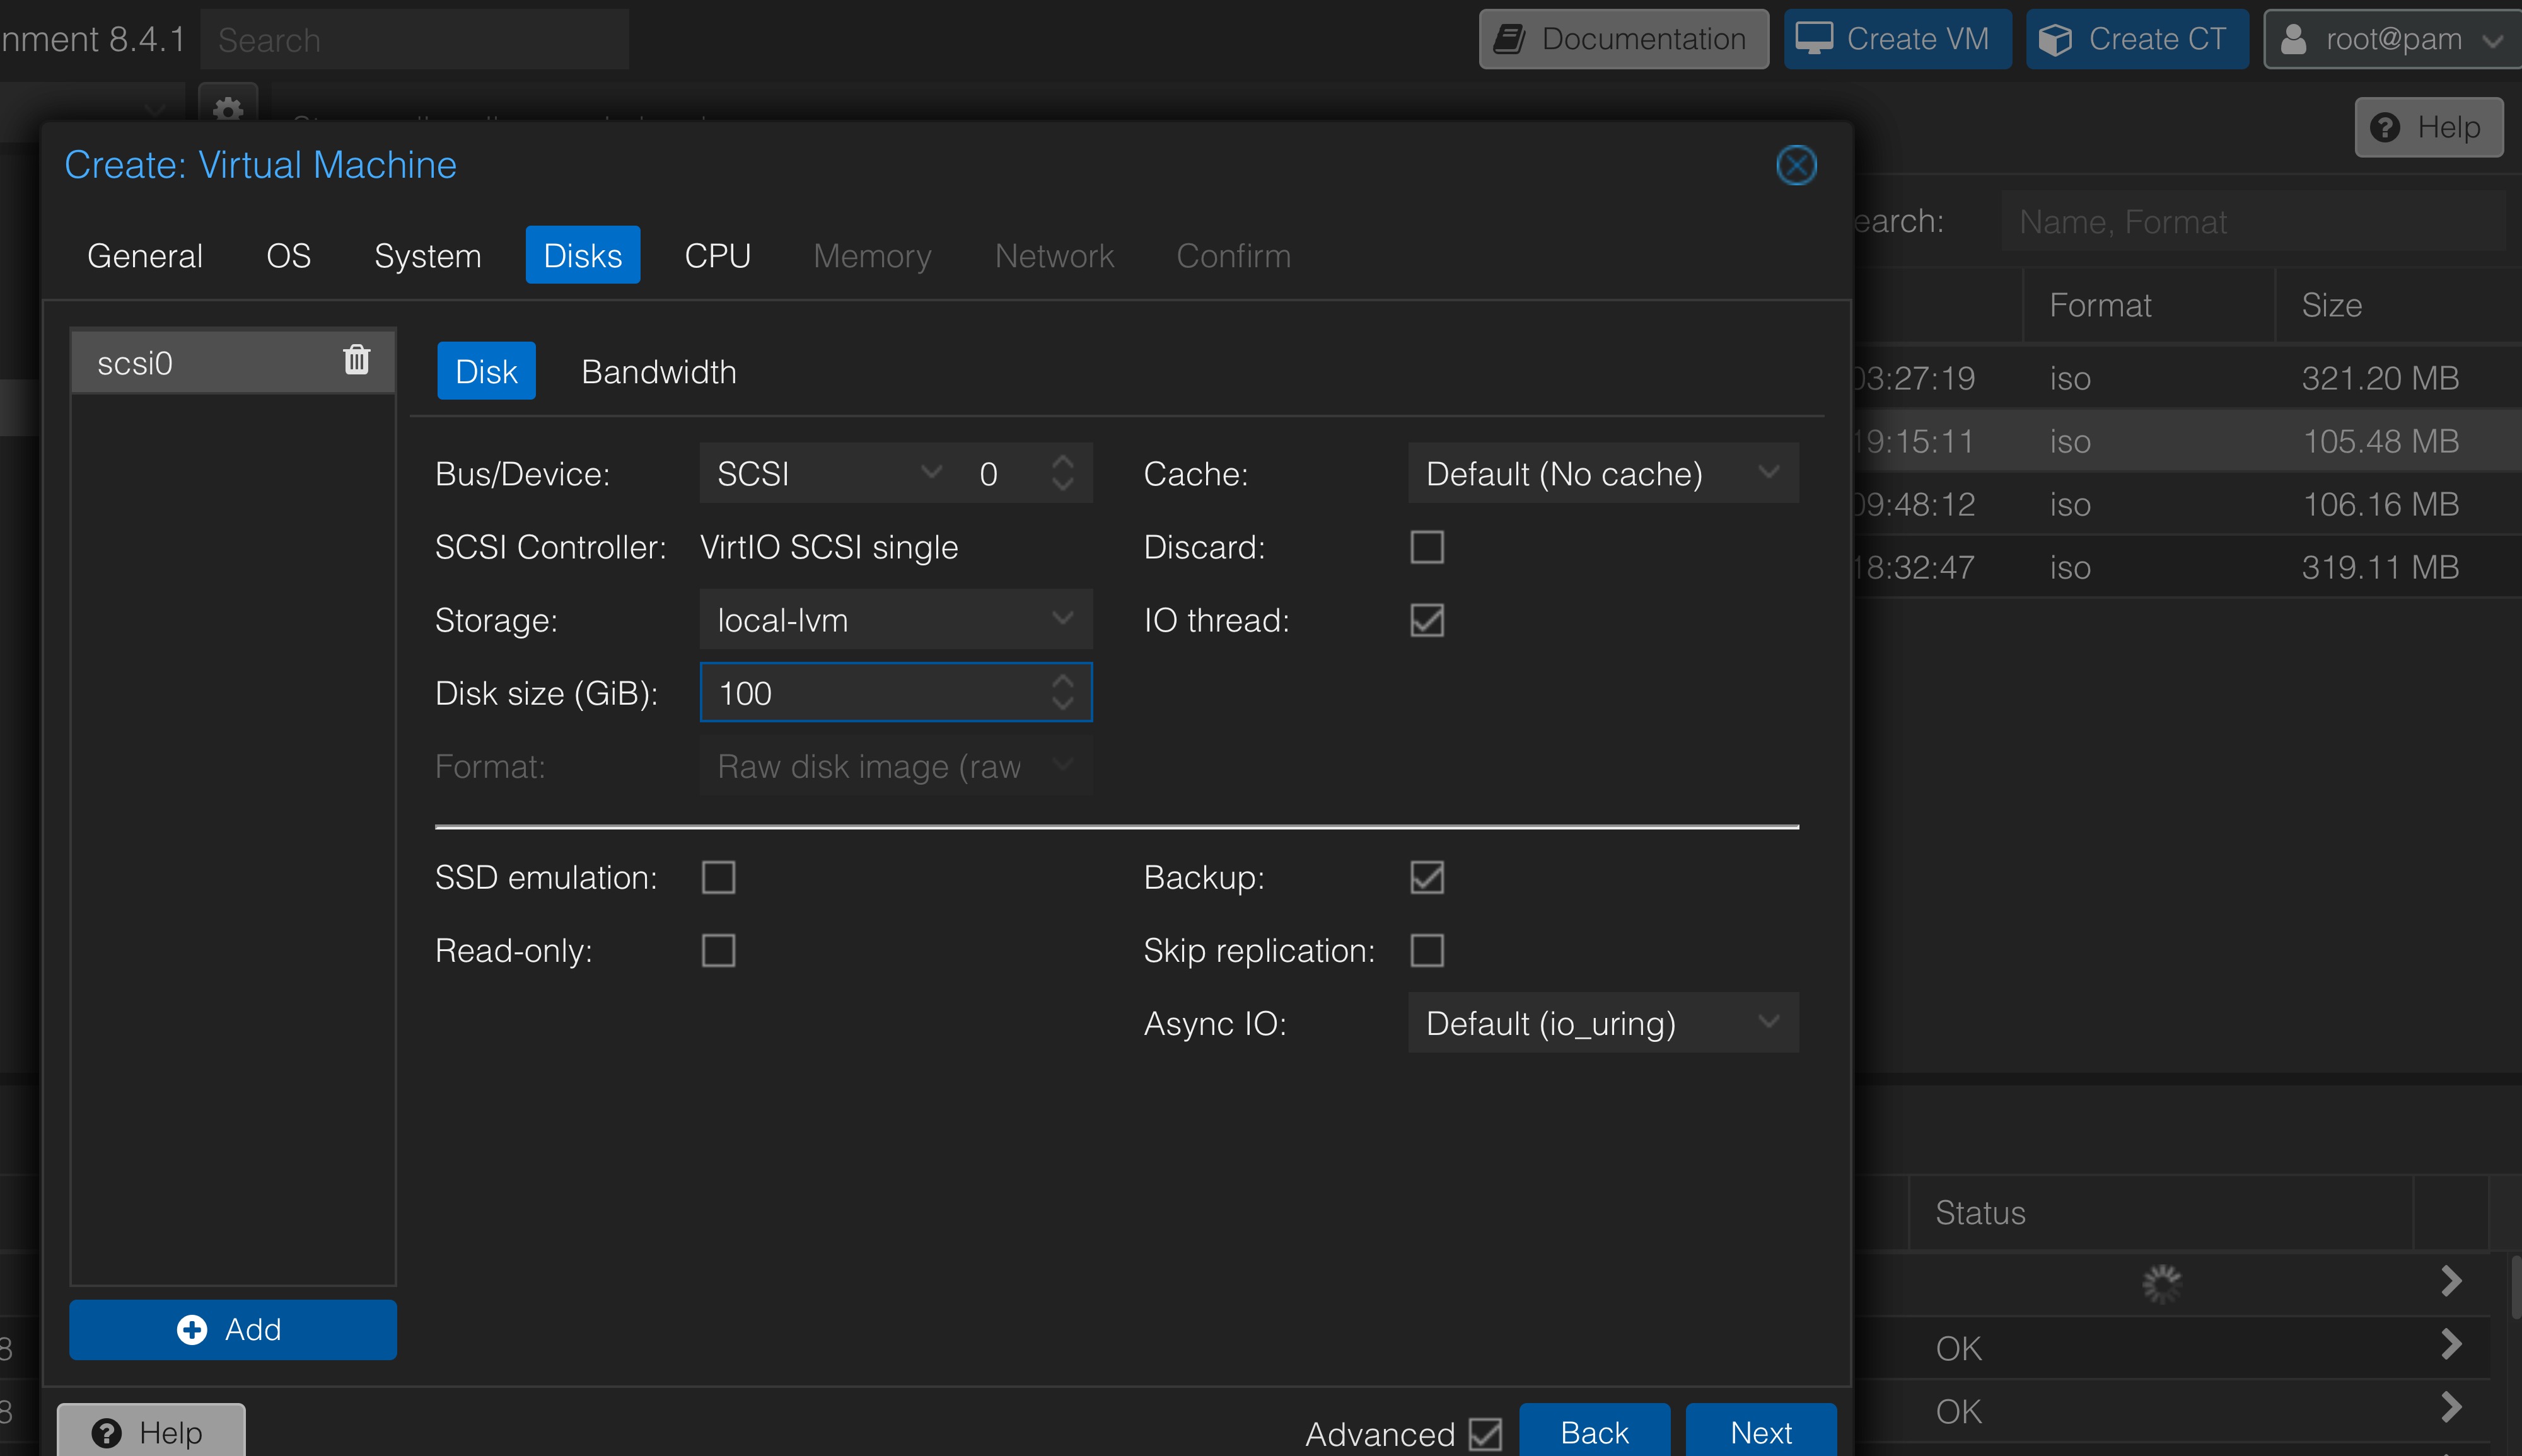 nment 8.4.1
Search
Documentation
Create VM
Create CT
root@pam
Help
Create: Virtual Machine
General OS System Disks CPU Memory Network Confirm
earch: Name, Format
Format Size
03:27:19 iso 321.20 MB
19:15:11 iso 105.48 MB
09:48:12 iso 106.16 MB
18:32:47 iso 319.11 MB
scsi0
Disk Bandwidth
Bus/Device: SCSI 0
Cache: Default (No cache)
SCSI Controller: VirtIO SCSI single
Discard:
Storage: local-lvm
IO thread:
Disk size (GiB): 100
Format: Raw disk image (raw
SSD emulation:
Backup:
Read-only:
Skip replication:
Async IO: Default (io_uring)
Add
Status
8 OK
8 OK
Help
Advanced
Back
Next